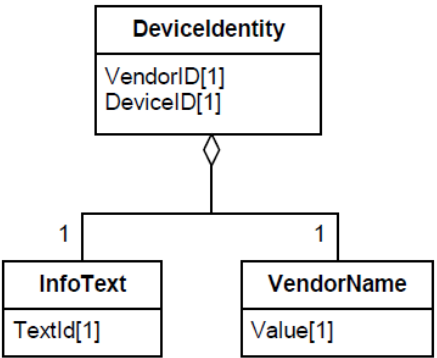 DeviceIdentity
VendorID[1]
DeviceID[1]
1
1
InfoText
VendorName
TextId[1]
Value[1]